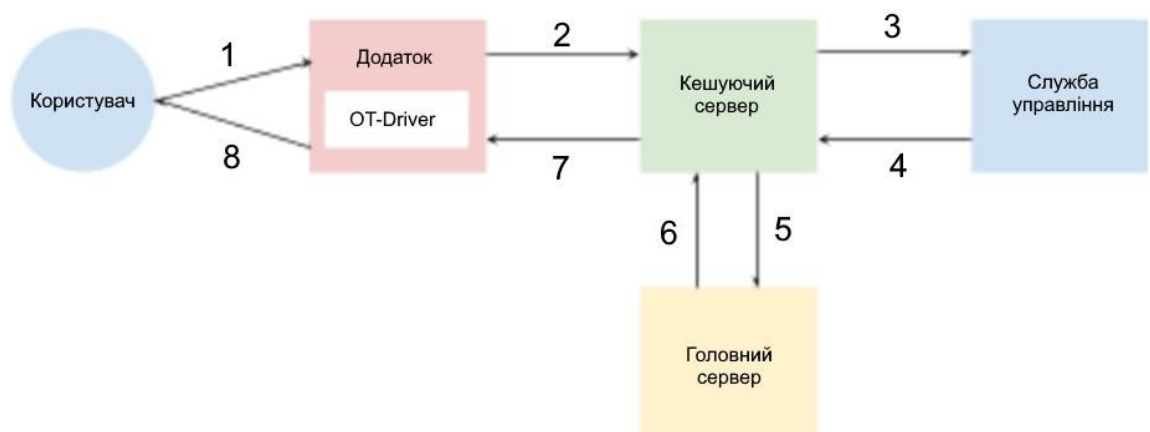 1
2
3
Додаток
Користувач
OT-Driver
Кешуючий
сервер
Служба
управління
8
7
4
6
5
Головний
сервер